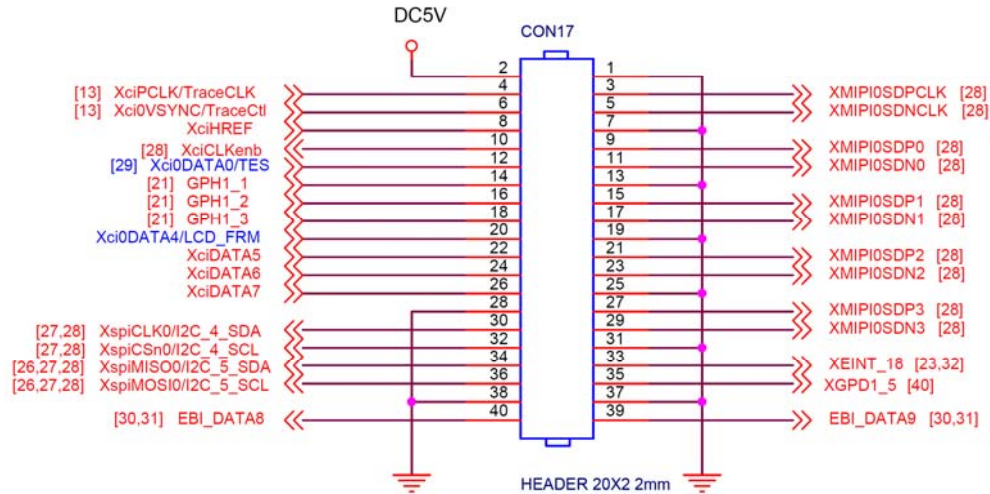 DC5V
CON17
2 1
[13] XciPCLK/TraceCLK 4 3 XMIPI0SDPCLK [28]
[13] Xci0VSYNC/TraceCtl 6 5 XMIPI0SDNCLK [28]
XciHREF 8 7
[28] XciCLKenb 10 9 XMIPI0SDP0 [28]
[29] Xci0DATA0/TES 12 11 XMIPI0SDN0 [28]
[21] GPH1_1 14 13
[21] GPH1_2 16 15 XMIPI0SDP1 [28]
[21] GPH1_3 18 17 XMIPI0SDN1 [28]
Xci0DATA4/LCD_FRM 20 19
XciDATA5 22 21 XMIPI0SDP2 [28]
XciDATA6 24 23 XMIPI0SDN2 [28]
XciDATA7 26 25
28 27 XMIPI0SDP3 [28]
[27,28] XspiCLK0/I2C_4_SDA 30 29 XMIPI0SDN3 [28]
[27,28] XspiCSn0/I2C_4_SCL 32 31
[26,27,28] XspiMISO0/I2C_5_SDA 34 33 XEINT_18 [23,32]
[26,27,28] XspiMOSI0/I2C_5_SCL 36 35 XGPD1_5 [40]
38 37
[30,31] EBI_DATA8 40 39 EBI_DATA9 [30,31]
HEADER 20X2 2mm